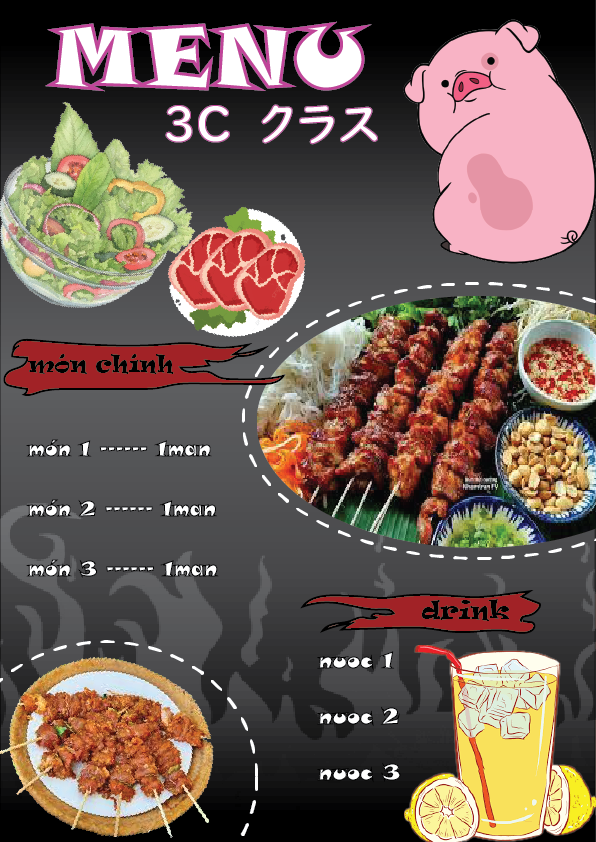 MENU
3C クラス
món chính
món 1 ------ 1man
món 2 ------ 1man
món 3 ------ 1man
drink
nuoc 1
nuoc 2
nuoc 3